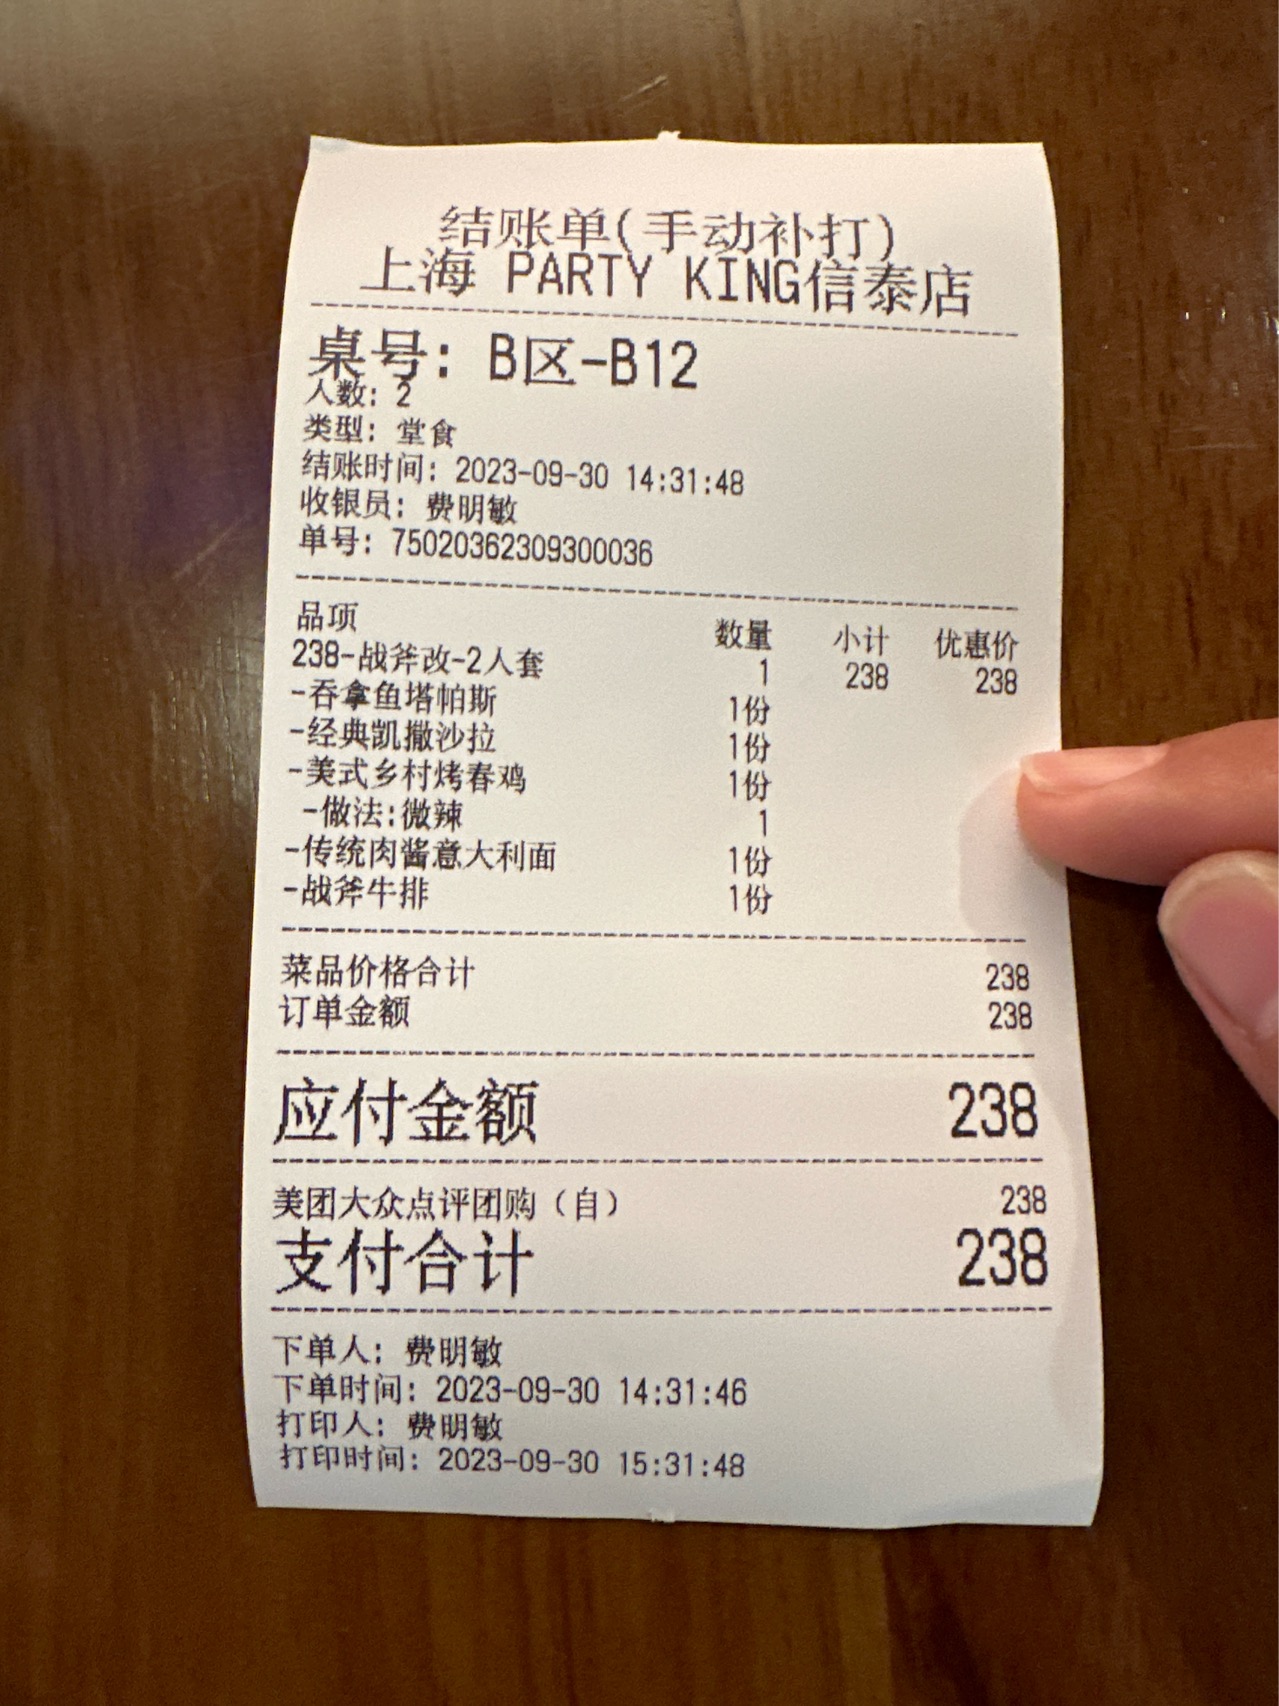 结账单(手动补打)
上海 PARTY KING信泰店
桌号: B区-B12
人数: 2
类型: 堂食
结账时间: 2023-09-30 14:31:48
收银员: 费明敏
单号: 75020362309300036
品项 数量 小计 优惠价
238-战斧改-2人套 1 238 238
-吞拿鱼塔帕斯 1份
-经典凯撒沙拉 1份
-美式乡村烤春鸡 1份
-做法:微辣 1
-传统肉酱意大利面 1份
-战斧牛排 1份
菜品价格合计 238
订单金额 238
应付金额 238
美团大众点评团购（自） 238
支付合计 238
下单人: 费明敏
下单时间: 2023-09-30 14:31:46
打印人: 费明敏
打印时间: 2023-09-30 15:31:48